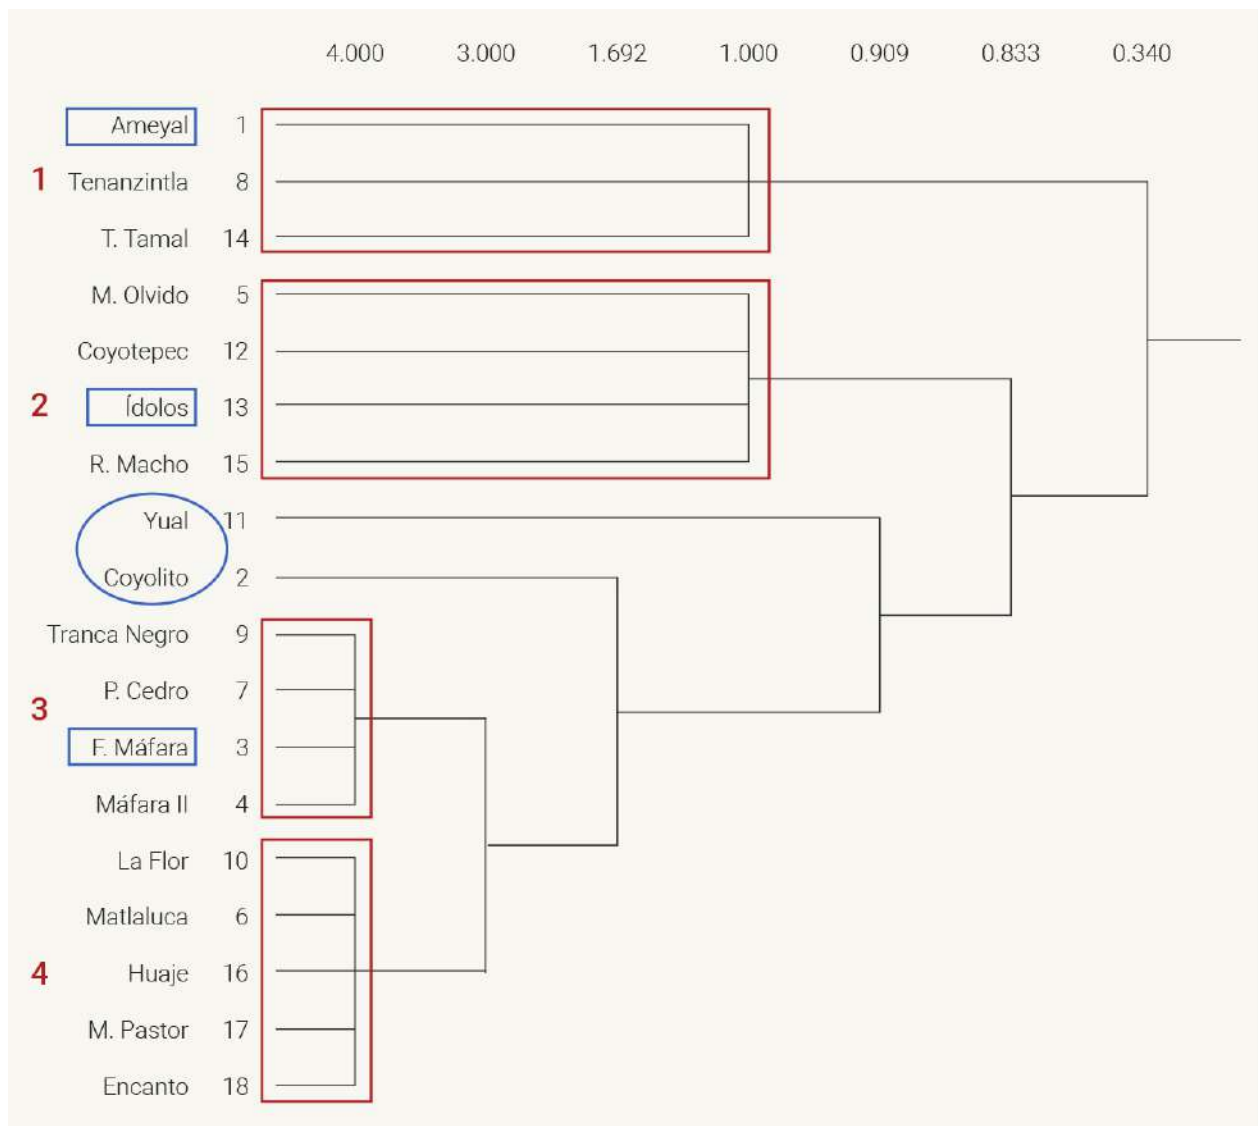 4.000 3.000 1.692 1.000 0.909 0.833 0.340
Ameyal 1
1 Tenanzintla 8
T. Tamal 14
M. Olvido 5
Coyotepec 12
2 Ídolos 13
R. Macho 15
Yual 11
Coyolito 2
Tranca Negro 9
P. Cedro 7
3
F. Máfara 3
Máfara II 4
La Flor 10
Matlaluca 6
4 Huaje 16
M. Pastor 17
Encanto 18